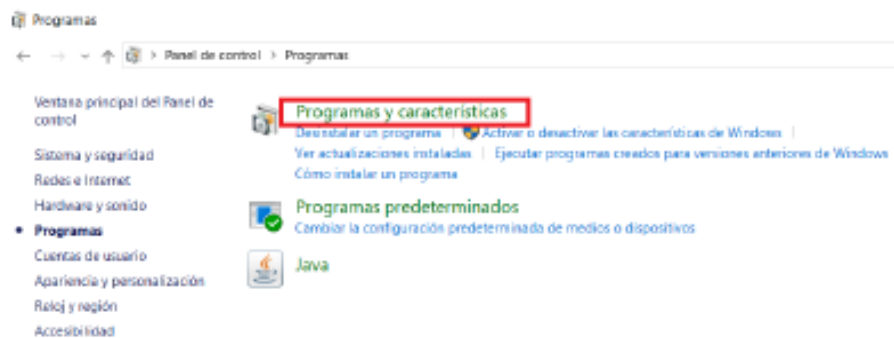 Programas
Panel de control > Programas
Ventana principal del Panel de
control
Sistema y seguridad
Redes e Internet
Hardware y sonido
Programas
Cuentas de usuario
Apariencia y personalización
Reloj y región
Accesibilidad
Programas y características
Desinstalar un programa | Activar o desactivar las características de Windows |
Ver actualizaciones instaladas | Ejecutar programas creados para versiones anteriores de Windows
Cómo instalar un programa
Programas predeterminados
Cambiar la configuración predeterminada de medios o dispositivos
Java